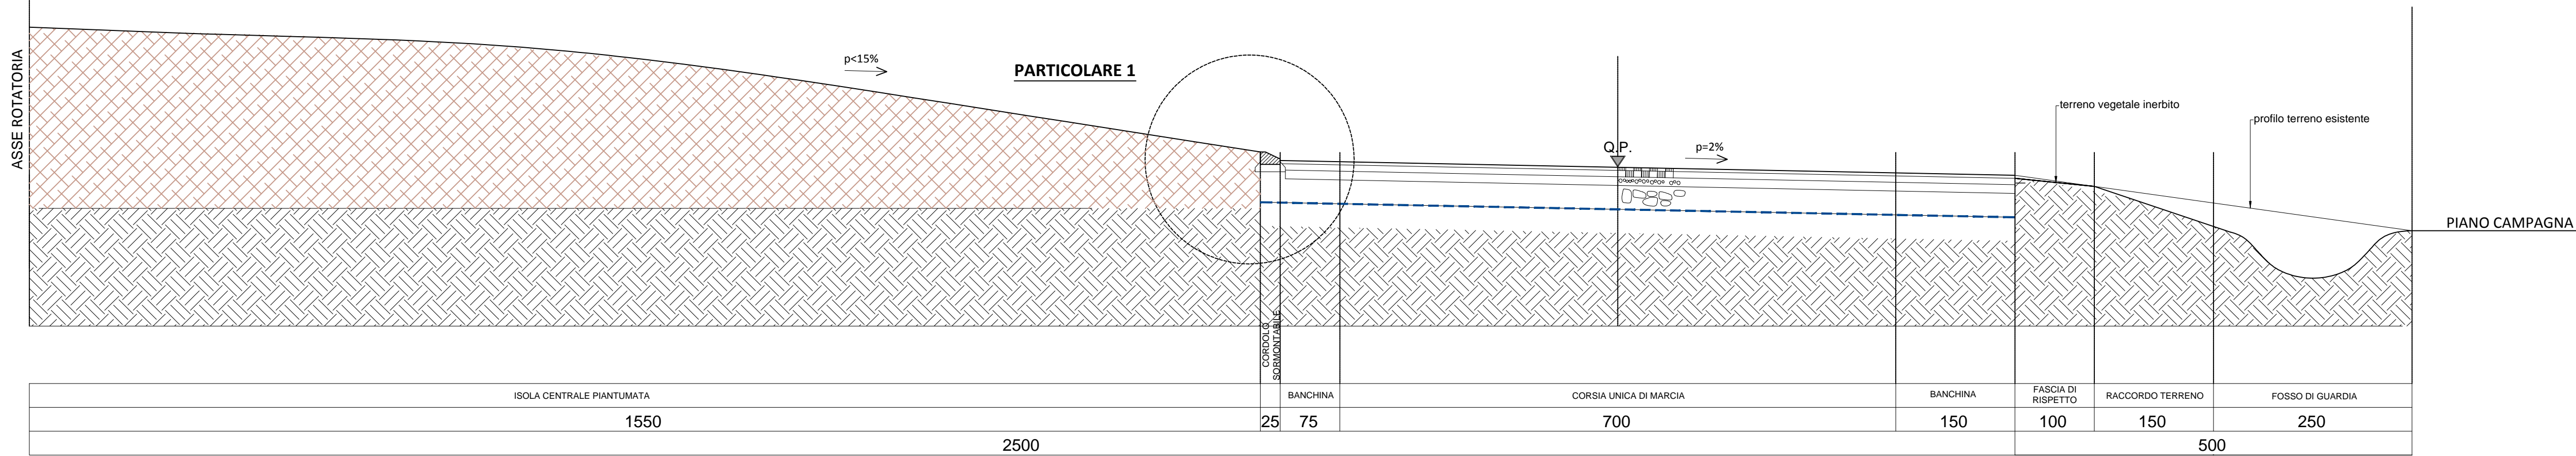 ASSE ROTATORIA
p<15%
PARTICOLARE 1
Q.P.
p=2%
terreno vegetale inerbito
profilo terreno esistente
PIANO CAMPAGNA
CORDOLO
SORMONTABILE
ISOLA CENTRALE PIANTUMATA
BANCHINA
CORSIA UNICA DI MARCIA
BANCHINA
FASCIA DI
RISPETTO
RACCORDO TERRENO
FOSSO DI GUARDIA
1550
25
75
700
150
100
150
250
2500
500